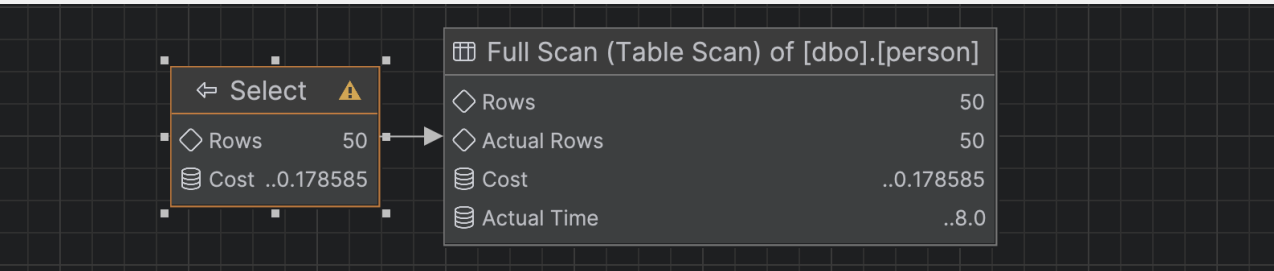 Select
Rows 50
Cost ..0.178585
Full Scan (Table Scan) of [dbo].[person]
Rows 50
Actual Rows 50
Cost ..0.178585
Actual Time ..8.0